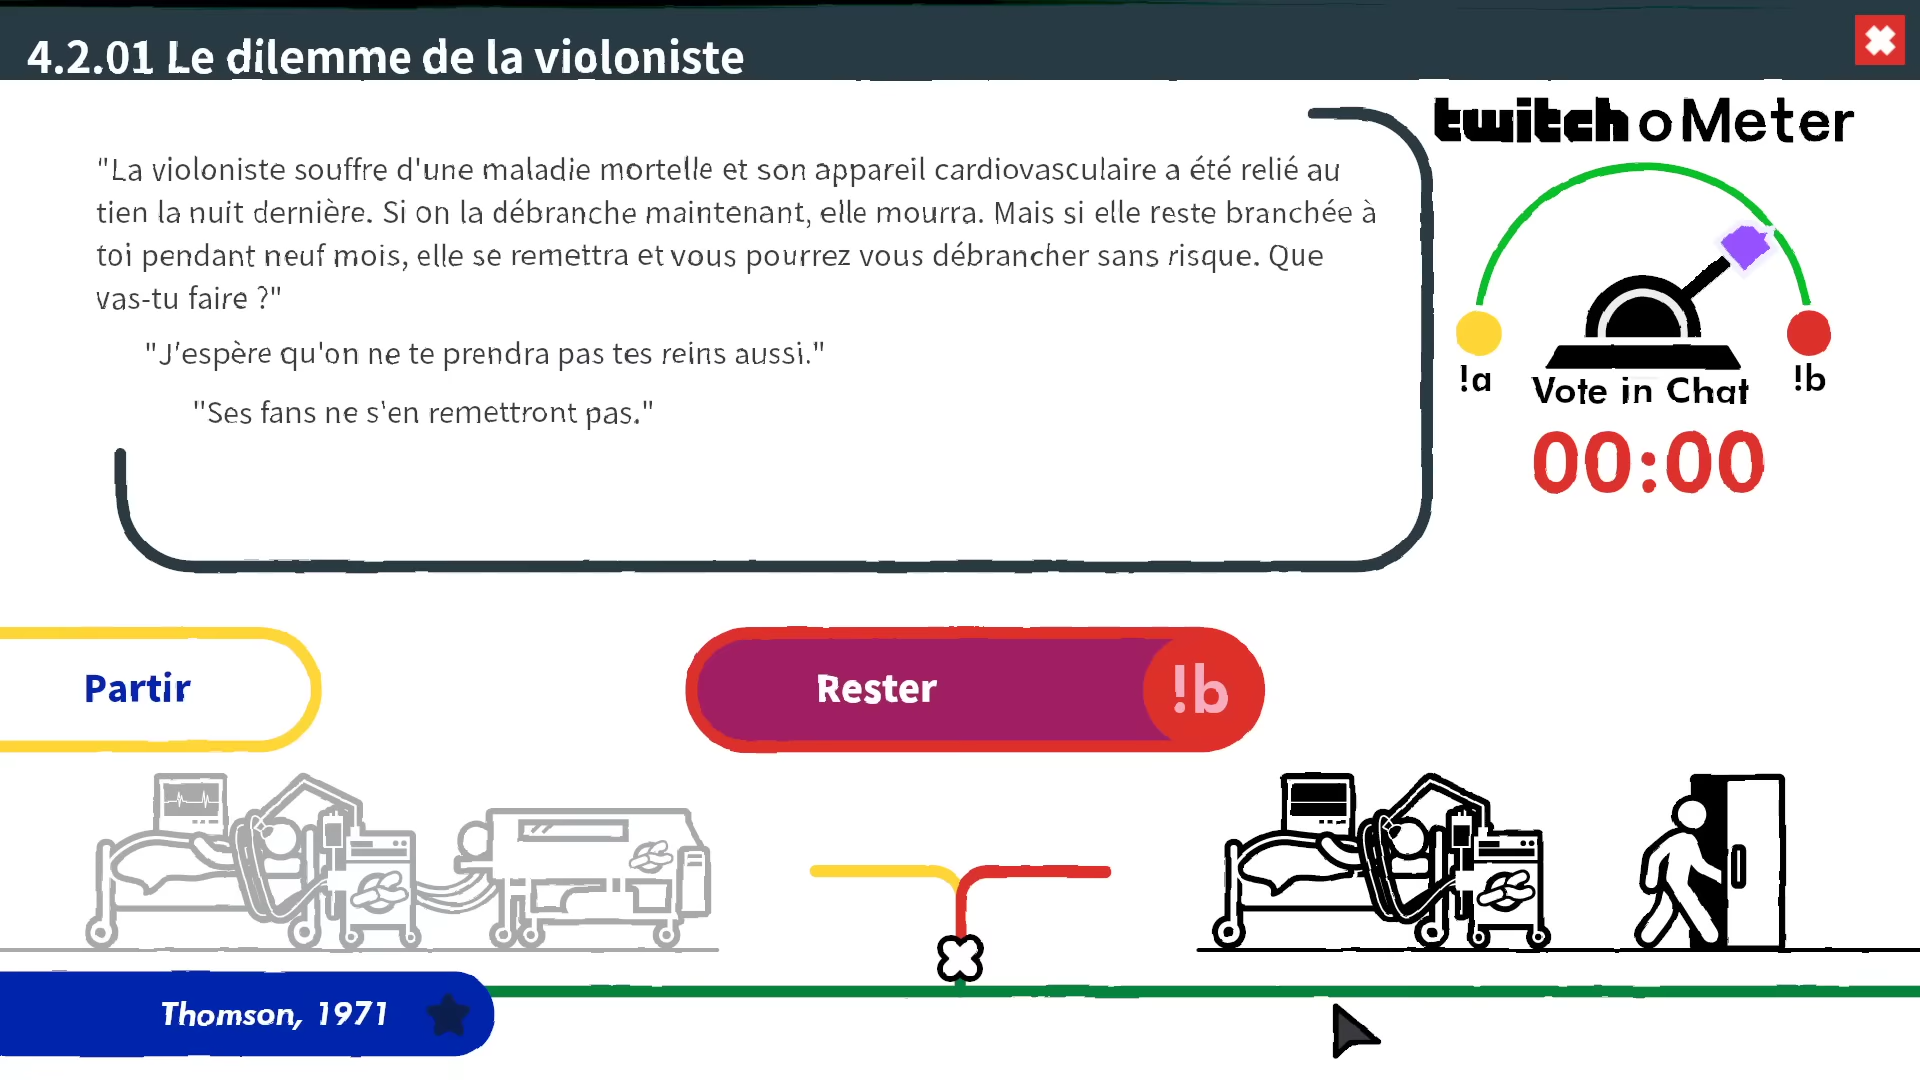 4.2.01 Le dilemme de la violoniste
twitch o Meter
"La violoniste souffre d'une maladie mortelle et son appareil cardiovasculaire a été relié au
tien la nuit dernière. Si on la débranche maintenant, elle mourra. Mais si elle reste branchée à
toi pendant neuf mois, elle se remettra et vous pourrez vous débrancher sans risque. Que
vas-tu faire ?"
"J'espère qu'on ne te prendra pas tes reins aussi."
"Ses fans ne s'en remettront pas."
!a
Vote in Chat
!b
00:00
Partir
Rester
!b
Thomson, 1971